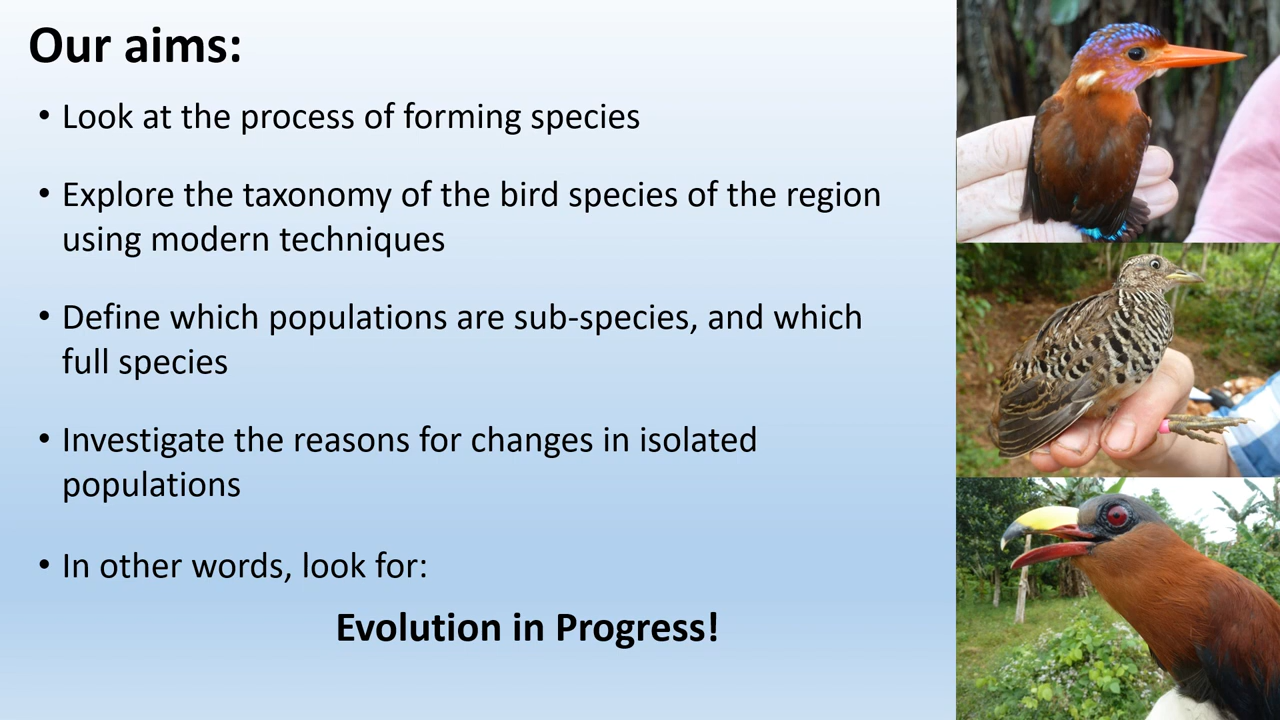 Our aims:
• Look at the process of forming species
• Explore the taxonomy of the bird species of the region
using modern techniques
• Define which populations are sub-species, and which
full species
• Investigate the reasons for changes in isolated
populations
• In other words, look for:
Evolution in Progress!